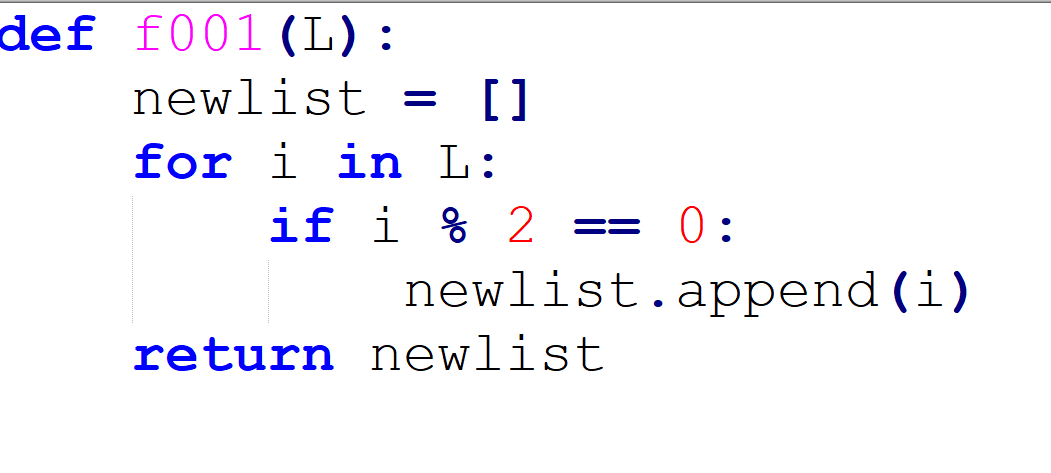 def f001(L):
    newlist = []
    for i in L:
        if i % 2 == 0:
            newlist.append(i)
    return newlist